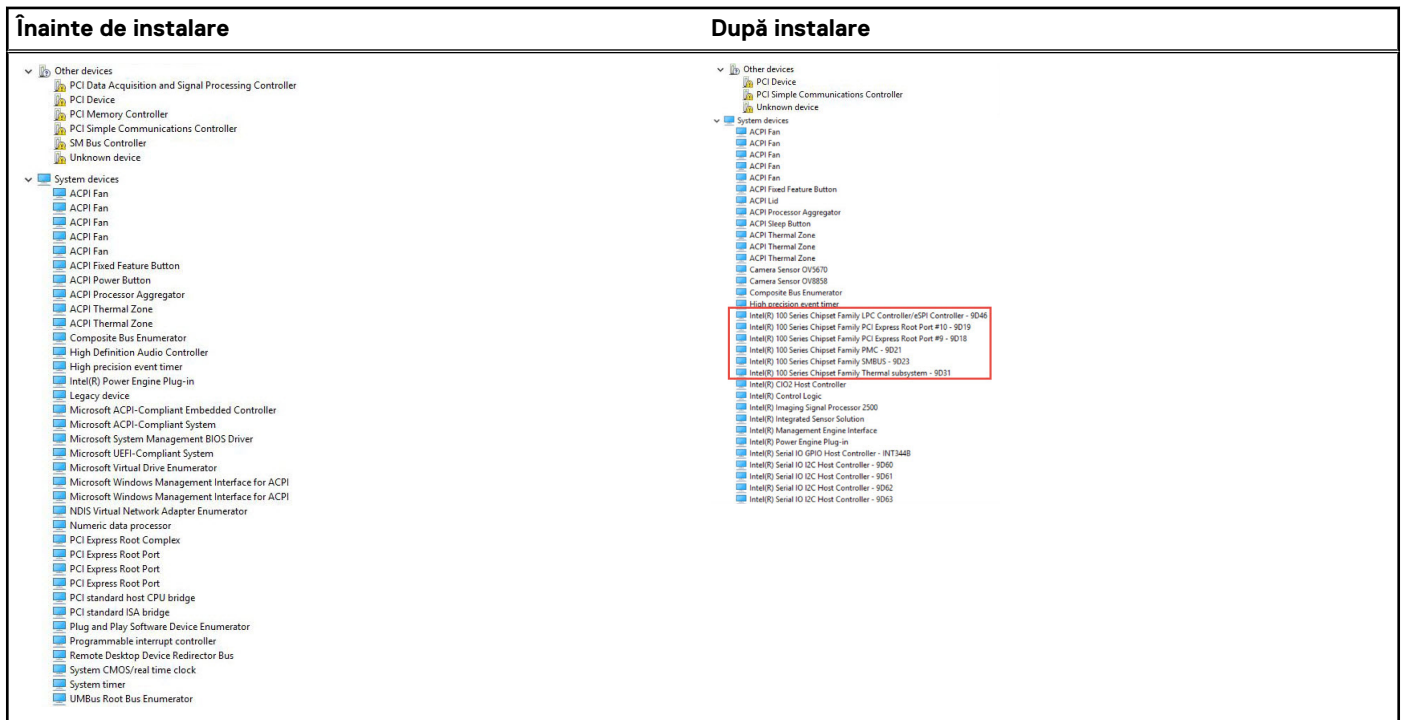 Înainte de instalare
După instalare
Other devices
PCI Data Acquisition and Signal Processing Controller
PCI Device
PCI Memory Controller
PCI Simple Communications Controller
SM Bus Controller
Unknown device
System devices
ACPI Fan
ACPI Fan
ACPI Fan
ACPI Fan
ACPI Fan
ACPI Fixed Feature Button
ACPI Power Button
ACPI Processor Aggregator
ACPI Thermal Zone
ACPI Thermal Zone
Composite Bus Enumerator
High Definition Audio Controller
High precision event timer
Intel(R) Power Engine Plug-in
Legacy device
Microsoft ACPI-Compliant Embedded Controller
Microsoft ACPI-Compliant System
Microsoft System Management BIOS Driver
Microsoft UEFI-Compliant System
Microsoft Virtual Drive Enumerator
Microsoft Windows Management Interface for ACPI
Microsoft Windows Management Interface for ACPI
NDIS Virtual Network Adapter Enumerator
Numeric data processor
PCI Express Root Complex
PCI Express Root Port
PCI Express Root Port
PCI Express Root Port
PCI standard host CPU bridge
PCI standard ISA bridge
Plug and Play Software Device Enumerator
Programmable interrupt controller
Remote Desktop Device Redirector Bus
System CMOS/real time clock
System timer
UMBus Root Bus Enumerator
Other devices
PCI Device
PCI Simple Communications Controller
Unknown device
System devices
ACPI Fan
ACPI Fan
ACPI Fan
ACPI Fan
ACPI Fan
ACPI Fixed Feature Button
ACPI Lid
ACPI Processor Aggregator
ACPI Sleep Button
ACPI Thermal Zone
ACPI Thermal Zone
ACPI Thermal Zone
Camera Sensor OV5670
Camera Sensor OV8858
Composite Bus Enumerator
High precision event timer
Intel(R) 100 Series Chipset Family LPC Controller/eSPI Controller - 9D46
Intel(R) 100 Series Chipset Family PCI Express Root Port #10 - 9D19
Intel(R) 100 Series Chipset Family PCI Express Root Port #9 - 9D18
Intel(R) 100 Series Chipset Family PMC - 9D21
Intel(R) 100 Series Chipset Family SMBUS - 9D23
Intel(R) 100 Series Chipset Family Thermal subsystem - 9D31
Intel(R) CIO2 Host Controller
Intel(R) Control Logic
Intel(R) Imaging Signal Processor 2500
Intel(R) Integrated Sensor Solution
Intel(R) Management Engine Interface
Intel(R) Power Engine Plug-in
Intel(R) Serial IO GPIO Host Controller - INT344B
Intel(R) Serial IO I2C Host Controller - 9D60
Intel(R) Serial IO I2C Host Controller - 9D61
Intel(R) Serial IO I2C Host Controller - 9D62
Intel(R) Serial IO I2C Host Controller - 9D63